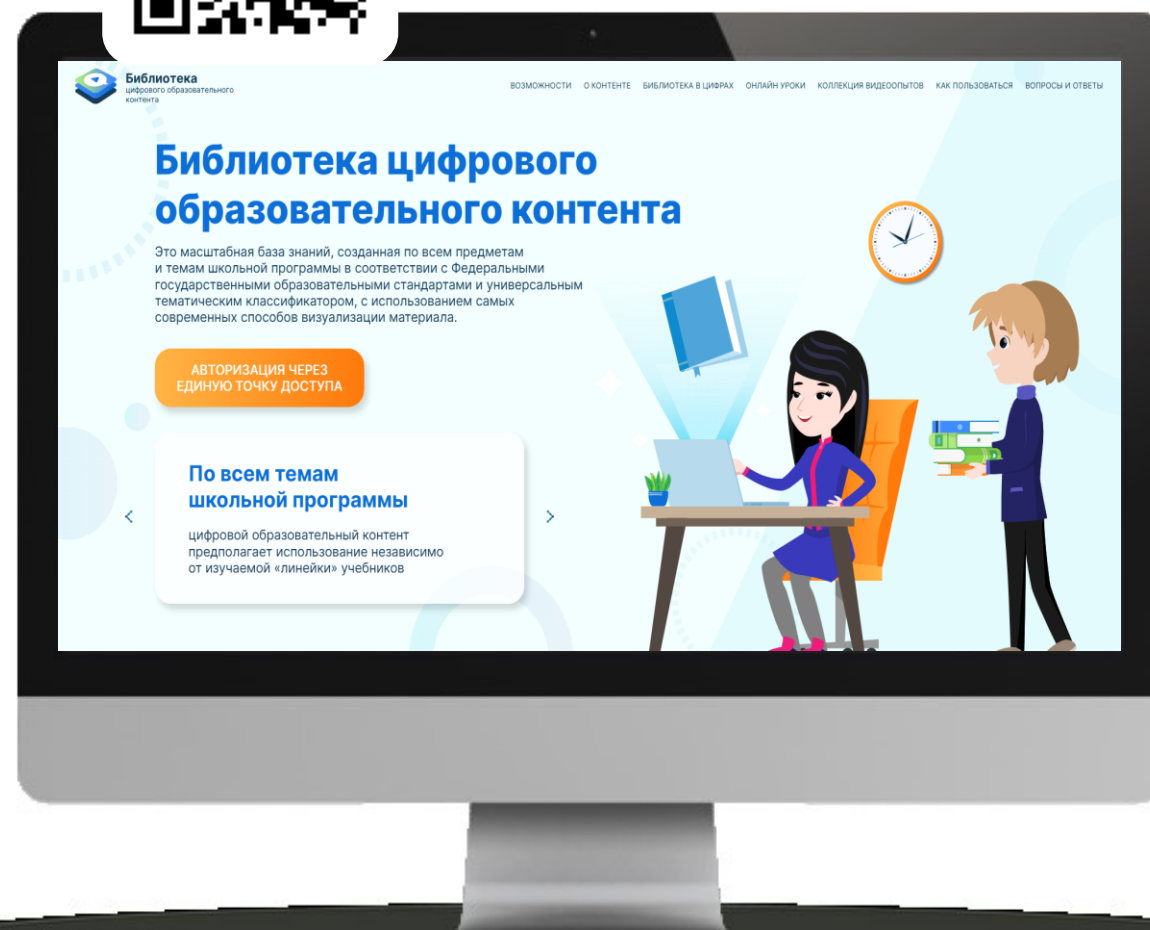 Библиотека
цифрового образовательного
контента
ВОЗМОЖНОСТИ О КОНТЕНТЕ БИБЛИОТЕКА В ЦИФРАХ ОНЛАЙН УРОКИ КОЛЛЕКЦИЯ ВИДЕООПЫТОВ КАК ПОЛЬЗОВАТЬСЯ ВОПРОСЫ И ОТВЕТЫ
Библиотека цифрового
образовательного контента
Это масштабная база знаний, созданная по всем предметам
и темам школьной программы в соответствии с Федеральными
государственными образовательными стандартами и универсальным
тематическим классификатором, с использованием самых
современных способов визуализации материала.
АВТОРИЗАЦИЯ ЧЕРЕЗ
ЕДИНУЮ ТОЧКУ ДОСТУПА
По всем темам
школьной программы
цифровой образовательный контент
предполагает использование независимо
от изучаемой «линейки» учебников